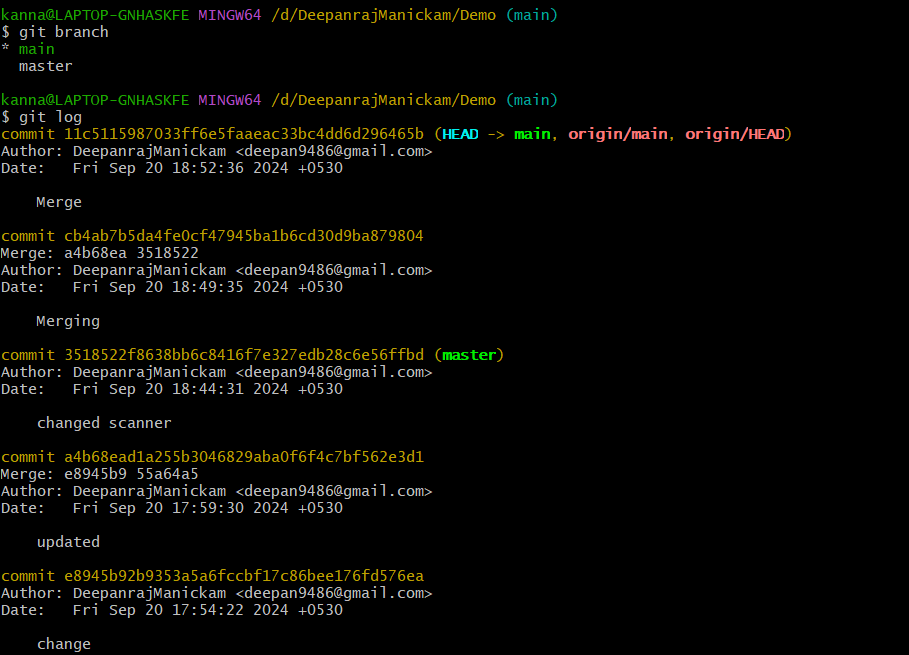 kanna@LAPTOP-GNHASKFE MINGW64 /d/DeepanrajManickam/Demo (main)
$ git branch
* main
  master
kanna@LAPTOP-GNHASKFE MINGW64 /d/DeepanrajManickam/Demo (main)
$ git log
commit 11c5115987033ff6e5faaeac33bc4dd6d296465b (HEAD -> main, origin/main, origin/HEAD)
Author: DeepanrajManickam <deepan9486@gmail.com>
Date:   Fri Sep 20 18:52:36 2024 +0530
    Merge
commit cb4ab7b5da4fe0cf47945ba1b6cd30d9ba879804
Merge: a4b68ea 3518522
Author: DeepanrajManickam <deepan9486@gmail.com>
Date:   Fri Sep 20 18:49:35 2024 +0530
    Merging
commit 3518522f8638bb6c8416f7e327edb28c6e56ffbd (master)
Author: DeepanrajManickam <deepan9486@gmail.com>
Date:   Fri Sep 20 18:44:31 2024 +0530
    changed scanner
commit a4b68ead1a255b3046829aba0f6f4c7bf562e3d1
Merge: e8945b9 55a64a5
Author: DeepanrajManickam <deepan9486@gmail.com>
Date:   Fri Sep 20 17:59:30 2024 +0530
    updated
commit e8945b92b9353a5a6fccbf17c86bee176fd576ea
Author: DeepanrajManickam <deepan9486@gmail.com>
Date:   Fri Sep 20 17:54:22 2024 +0530
    change